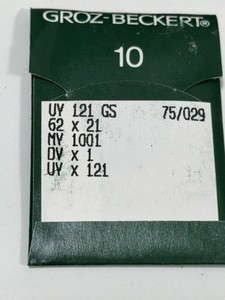 GROZ-BECKERT®
10
UY 121 GS 75/029
62 x 21
MY 1001
DV x 1
UY x 121